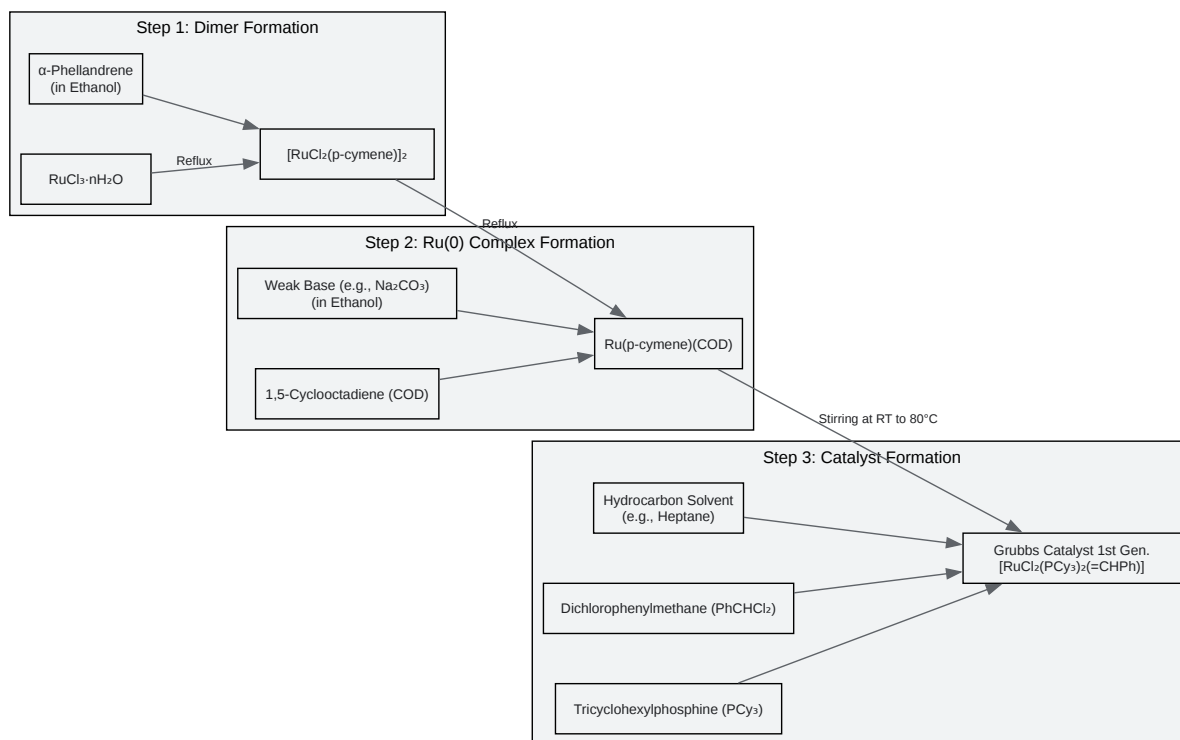 Step 1: Dimer Formation
α-Phellandrene
(in Ethanol)
Reflux
[RuCl₂(p-cymene)]₂
RuCl₃·nH₂O
Reflux
Step 2: Ru(0) Complex Formation
Weak Base (e.g., Na₂CO₃)
(in Ethanol)
Ru(p-cymene)(COD)
1,5-Cyclooctadiene (COD)
Stirring at RT to 80°C
Step 3: Catalyst Formation
Hydrocarbon Solvent
(e.g., Heptane)
Grubbs Catalyst 1st Gen.
[RuCl₂(PCy₃)₂(=CHPh)]
Dichlorophenylmethane (PhCHCl₂)
Tricyclohexylphosphine (PCy₃)